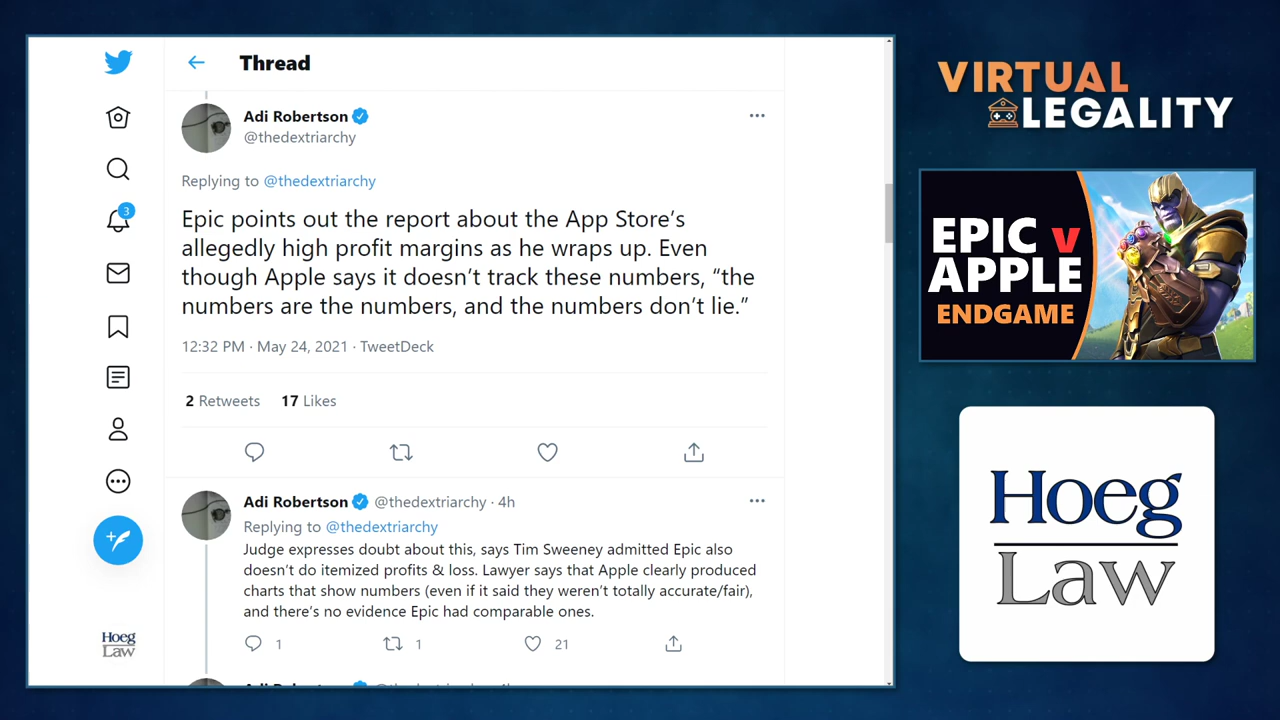 Thread
Adi Robertson
@thedextriarchy
Replying to @thedextriarchy
Epic points out the report about the App Store’s
allegedly high profit margins as he wraps up. Even
though Apple says it doesn’t track these numbers, “the
numbers are the numbers, and the numbers don’t lie.”
12:32 PM · May 24, 2021 · TweetDeck
2 Retweets 17 Likes
Adi Robertson @thedextriarchy · 4h
Replying to @thedextriarchy
Judge expresses doubt about this, says Tim Sweeney admitted Epic also
doesn’t do itemized profits & loss. Lawyer says that Apple clearly produced
charts that show numbers (even if it said they weren’t totally accurate/fair),
and there’s no evidence Epic had comparable ones.
1 1 21
3
Hoeg
Law
VIRTUAL
LEGALITY
EPIC v
APPLE
ENDGAME
Hoeg
Law